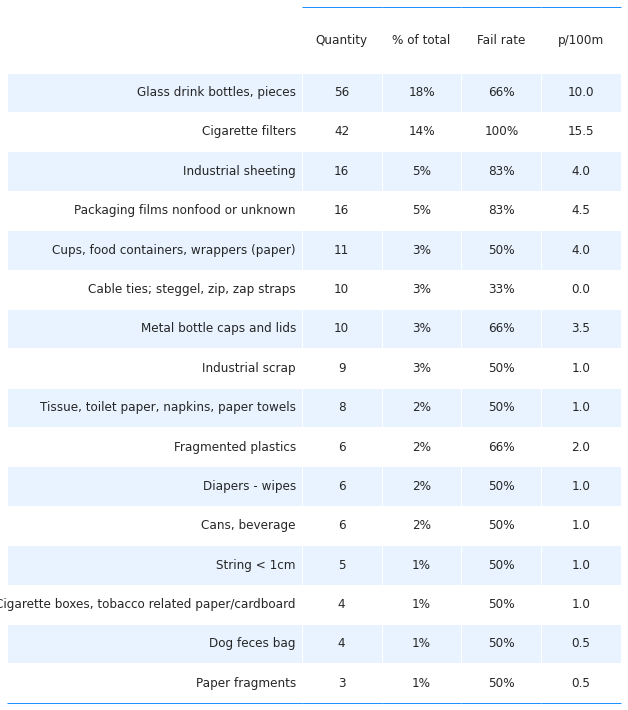 Quantity % of total Fail rate p/100m
Glass drink bottles, pieces 56 18% 66% 10.0
Cigarette filters 42 14% 100% 15.5
Industrial sheeting 16 5% 83% 4.0
Packaging films nonfood or unknown 16 5% 83% 4.5
Cups, food containers, wrappers (paper) 11 3% 50% 4.0
Cable ties; steggel, zip, zap straps 10 3% 33% 0.0
Metal bottle caps and lids 10 3% 66% 3.5
Industrial scrap 9 3% 50% 1.0
Tissue, toilet paper, napkins, paper towels 8 2% 50% 1.0
Fragmented plastics 6 2% 66% 2.0
Diapers - wipes 6 2% 50% 1.0
Cans, beverage 6 2% 50% 1.0
String < 1cm 5 1% 50% 1.0
Cigarette boxes, tobacco related paper/cardboard 4 1% 50% 1.0
Dog feces bag 4 1% 50% 0.5
Paper fragments 3 1% 50% 0.5